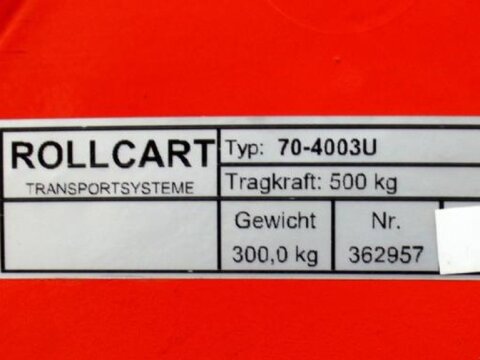 ROLLCART
TRANSPORTSYSTEME
Typ: 70-4003U
Tragkraft: 500 kg
Gewicht
300,0 kg
Nr.
362957